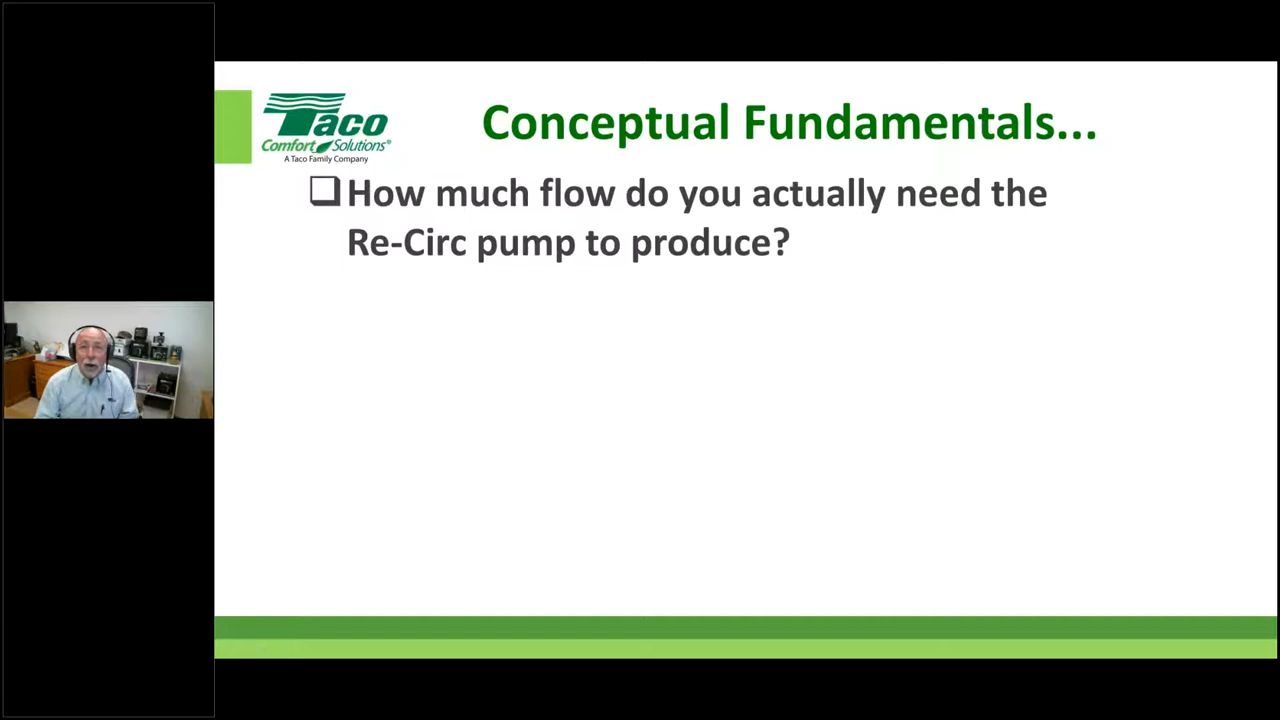 Taco
Comfort Solutions®
A Taco Family Company
Conceptual Fundamentals...
How much flow do you actually need the
Re-Circ pump to produce?